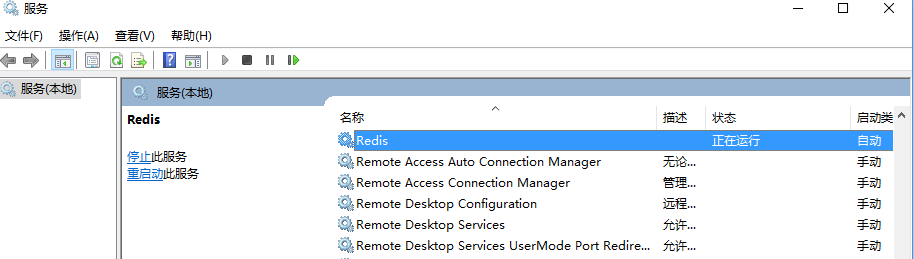 服务
文件(F) 操作(A) 查看(V) 帮助(H)
服务(本地)
服务(本地)
Redis
停止此服务
重启动此服务
名称 描述 状态 启动类
Redis 正在运行 自动
Remote Access Auto Connection Manager 无论... 手动
Remote Access Connection Manager 管理... 手动
Remote Desktop Configuration 远程... 手动
Remote Desktop Services 允许... 手动
Remote Desktop Services UserMode Port Redire... 允许... 手动